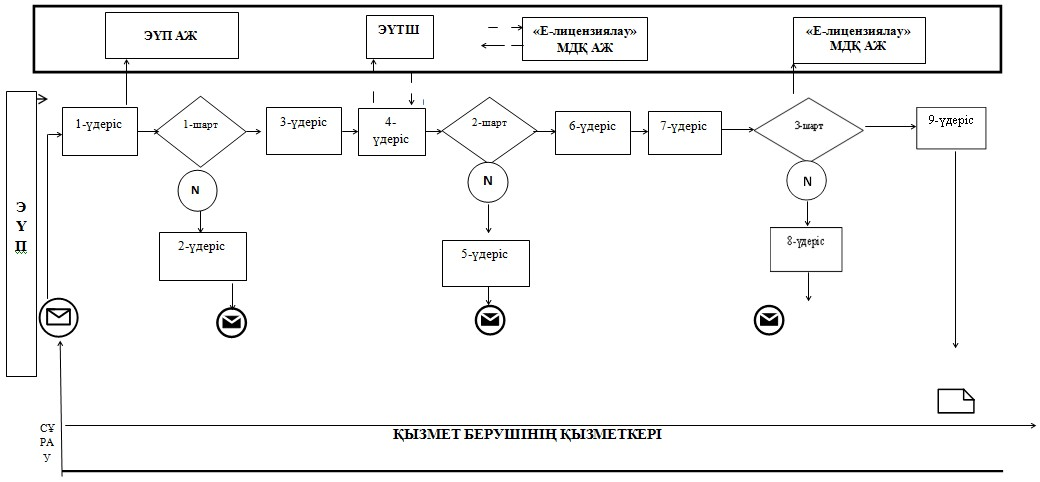 ЭҮП АЖ
ЭҮТШ
«Е-лицензиялау»
МДҚ АЖ
«Е-лицензиялау»
МДҚ АЖ
Э
Ү
П
1-үдеріс
1-шарт
3-үдеріс
4-
үдеріс
2-шарт
6-үдеріс
7-үдеріс
3-шарт
9-үдеріс
N
N
N
2-үдеріс
5-үдеріс
8-үдеріс
СҰ
РА
У
ҚЫЗМЕТ БЕРУШІНІҢ ҚЫЗМЕТКЕРІ